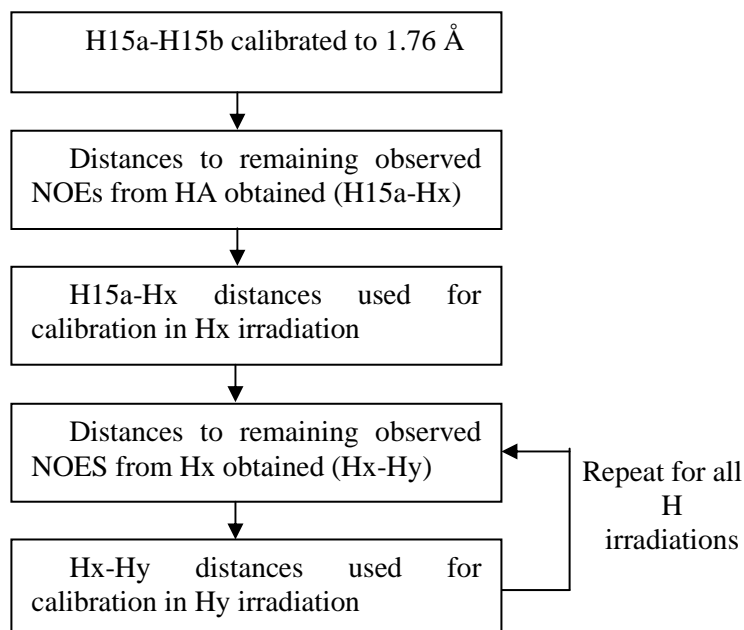 H15a-H15b calibrated to 1.76 Å
Distances to remaining observed
NOEs from HA obtained (H15a-Hx)
H15a-Hx distances used for
calibration in Hx irradiation
Distances to remaining observed
NOES from Hx obtained (Hx-Hy)
Repeat for all
H
irradiations
Hx-Hy distances used for
calibration in Hy irradiation